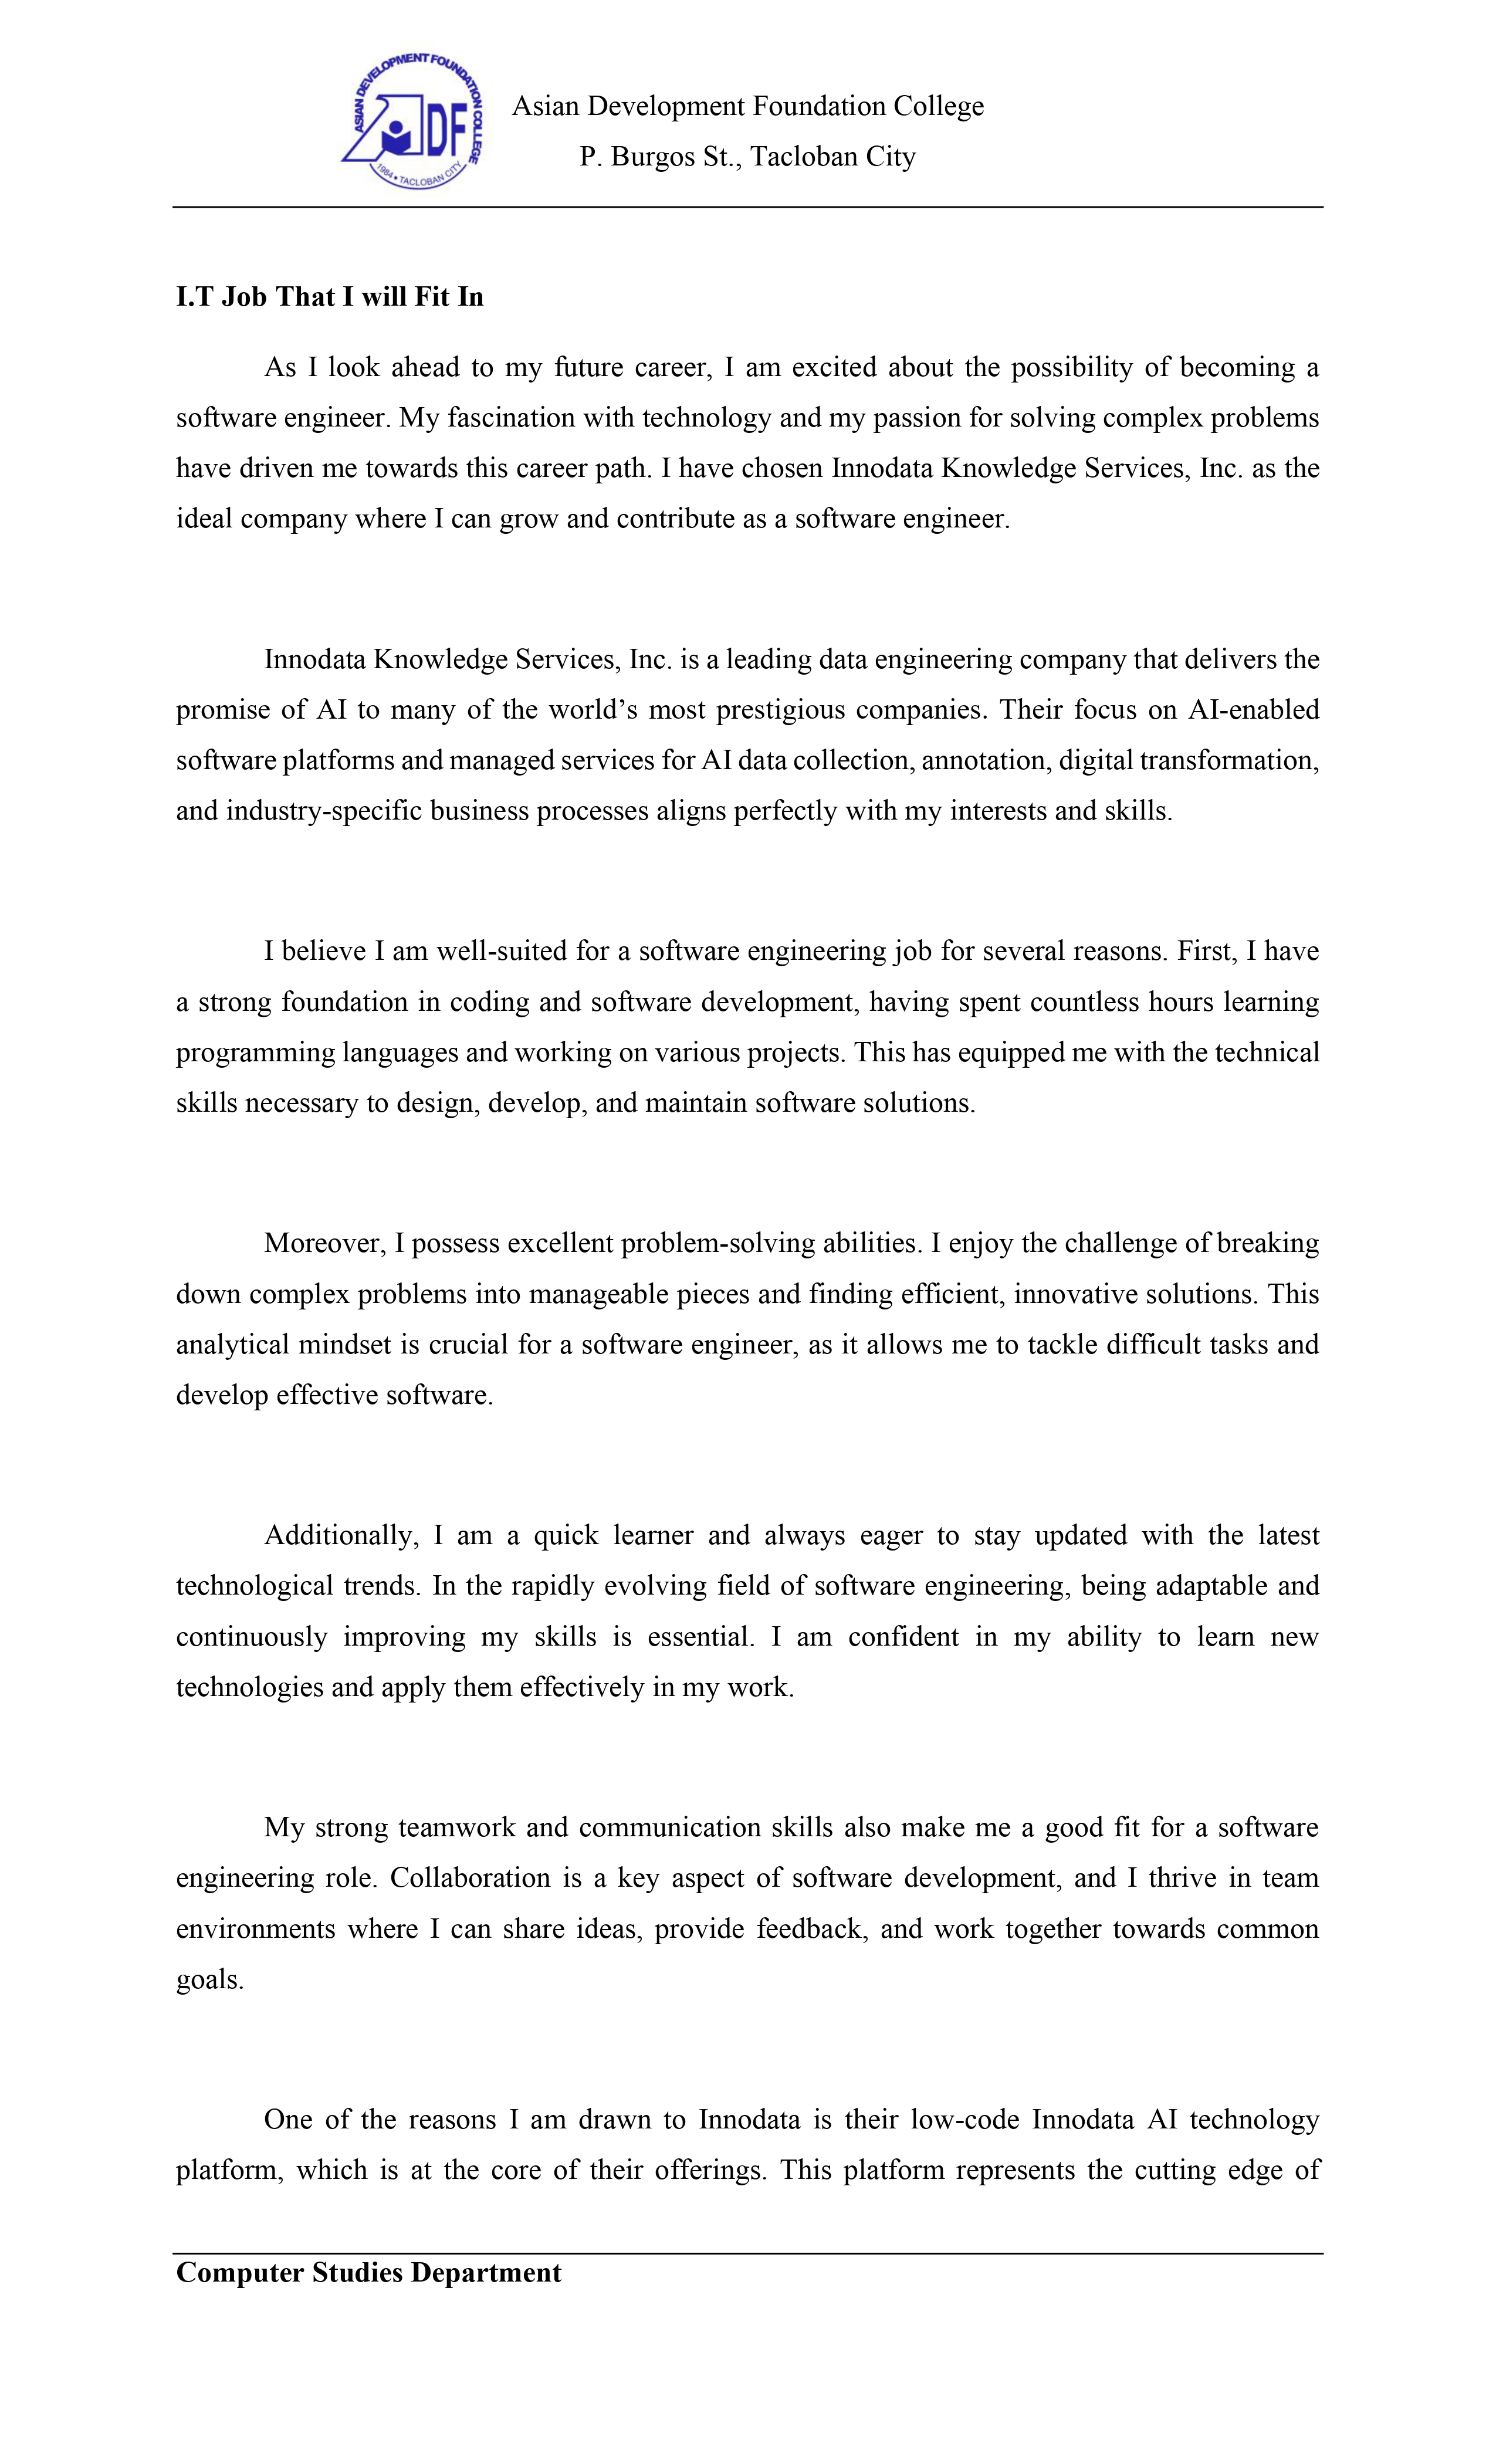 ASIAN DEVELOPMENT FOUNDATION COLLEGE
ADF
1984 • TACLOBAN CITY
Asian Development Foundation College
P. Burgos St., Tacloban City
I.T Job That I will Fit In
As I look ahead to my future career, I am excited about the possibility of becoming a
software engineer. My fascination with technology and my passion for solving complex problems
have driven me towards this career path. I have chosen Innodata Knowledge Services, Inc. as the
ideal company where I can grow and contribute as a software engineer.
Innodata Knowledge Services, Inc. is a leading data engineering company that delivers the
promise of AI to many of the world’s most prestigious companies. Their focus on AI-enabled
software platforms and managed services for AI data collection, annotation, digital transformation,
and industry-specific business processes aligns perfectly with my interests and skills.
I believe I am well-suited for a software engineering job for several reasons. First, I have
a strong foundation in coding and software development, having spent countless hours learning
programming languages and working on various projects. This has equipped me with the technical
skills necessary to design, develop, and maintain software solutions.
Moreover, I possess excellent problem-solving abilities. I enjoy the challenge of breaking
down complex problems into manageable pieces and finding efficient, innovative solutions. This
analytical mindset is crucial for a software engineer, as it allows me to tackle difficult tasks and
develop effective software.
Additionally, I am a quick learner and always eager to stay updated with the latest
technological trends. In the rapidly evolving field of software engineering, being adaptable and
continuously improving my skills is essential. I am confident in my ability to learn new
technologies and apply them effectively in my work.
My strong teamwork and communication skills also make me a good fit for a software
engineering role. Collaboration is a key aspect of software development, and I thrive in team
environments where I can share ideas, provide feedback, and work together towards common
goals.
One of the reasons I am drawn to Innodata is their low-code Innodata AI technology
platform, which is at the core of their offerings. This platform represents the cutting edge of
Computer Studies Department